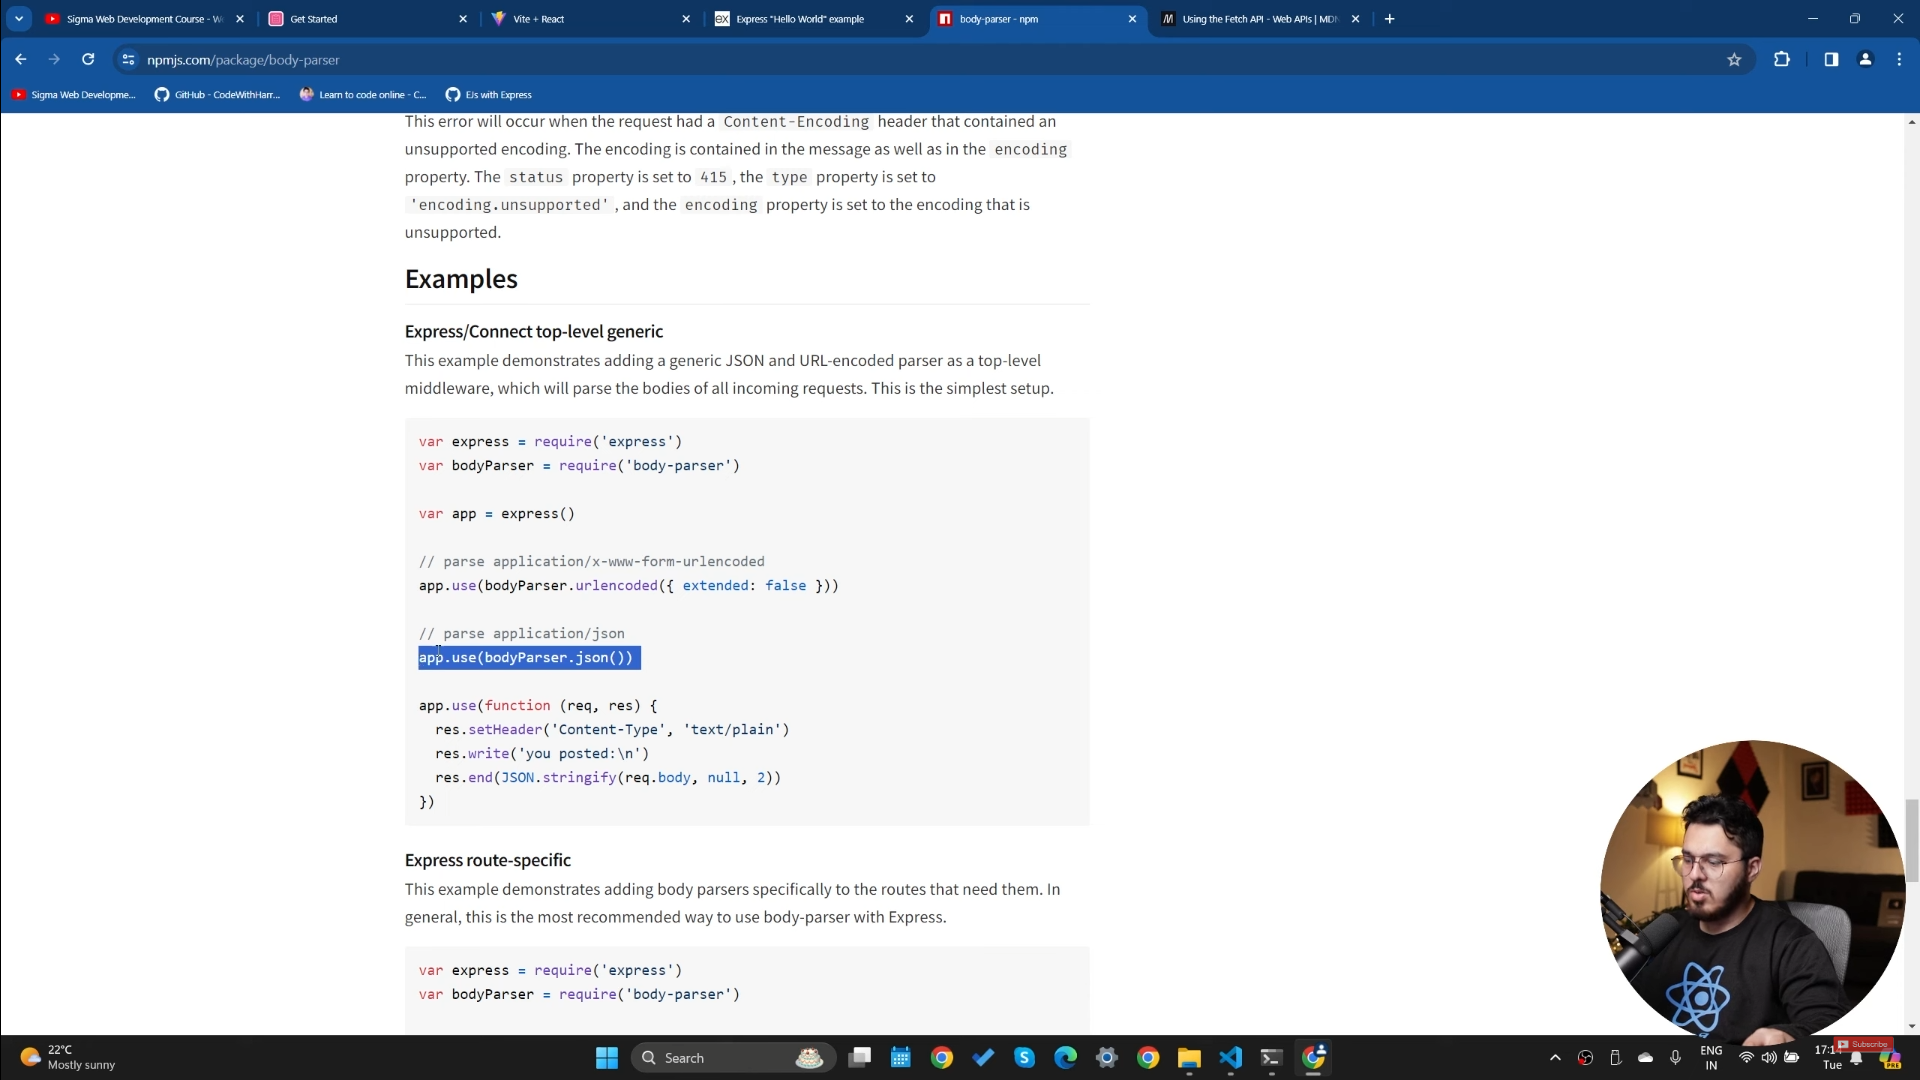 Sigma Web Development Course - W
Get Started
Vite + React
Express "Hello World" example
body-parser - npm
Using the Fetch API - Web APIs | MDN
npmjs.com/package/body-parser
Sigma Web Developme...
GitHub - CodeWithHarr...
Learn to code online - C...
EJs with Express
This error will occur when the request had a Content-Encoding header that contained an
unsupported encoding. The encoding is contained in the message as well as in the encoding
property. The status property is set to 415 , the type property is set to
'encoding.unsupported' , and the encoding property is set to the encoding that is
unsupported.
Examples
Express/Connect top-level generic
This example demonstrates adding a generic JSON and URL-encoded parser as a top-level
middleware, which will parse the bodies of all incoming requests. This is the simplest setup.
var express = require('express')
var bodyParser = require('body-parser')
var app = express()
// parse application/x-www-form-urlencoded
app.use(bodyParser.urlencoded({ extended: false }))
// parse application/json
app.use(bodyParser.json())
app.use(function (req, res) {
  res.setHeader('Content-Type', 'text/plain')
  res.write('you posted:\n')
  res.end(JSON.stringify(req.body, null, 2))
})
Express route-specific
This example demonstrates adding body parsers specifically to the routes that need them. In
general, this is the most recommended way to use body-parser with Express.
var express = require('express')
var bodyParser = require('body-parser')
22°C
Mostly sunny
Search
ENG
IN
17:1
Tue
Subscribe
PRE